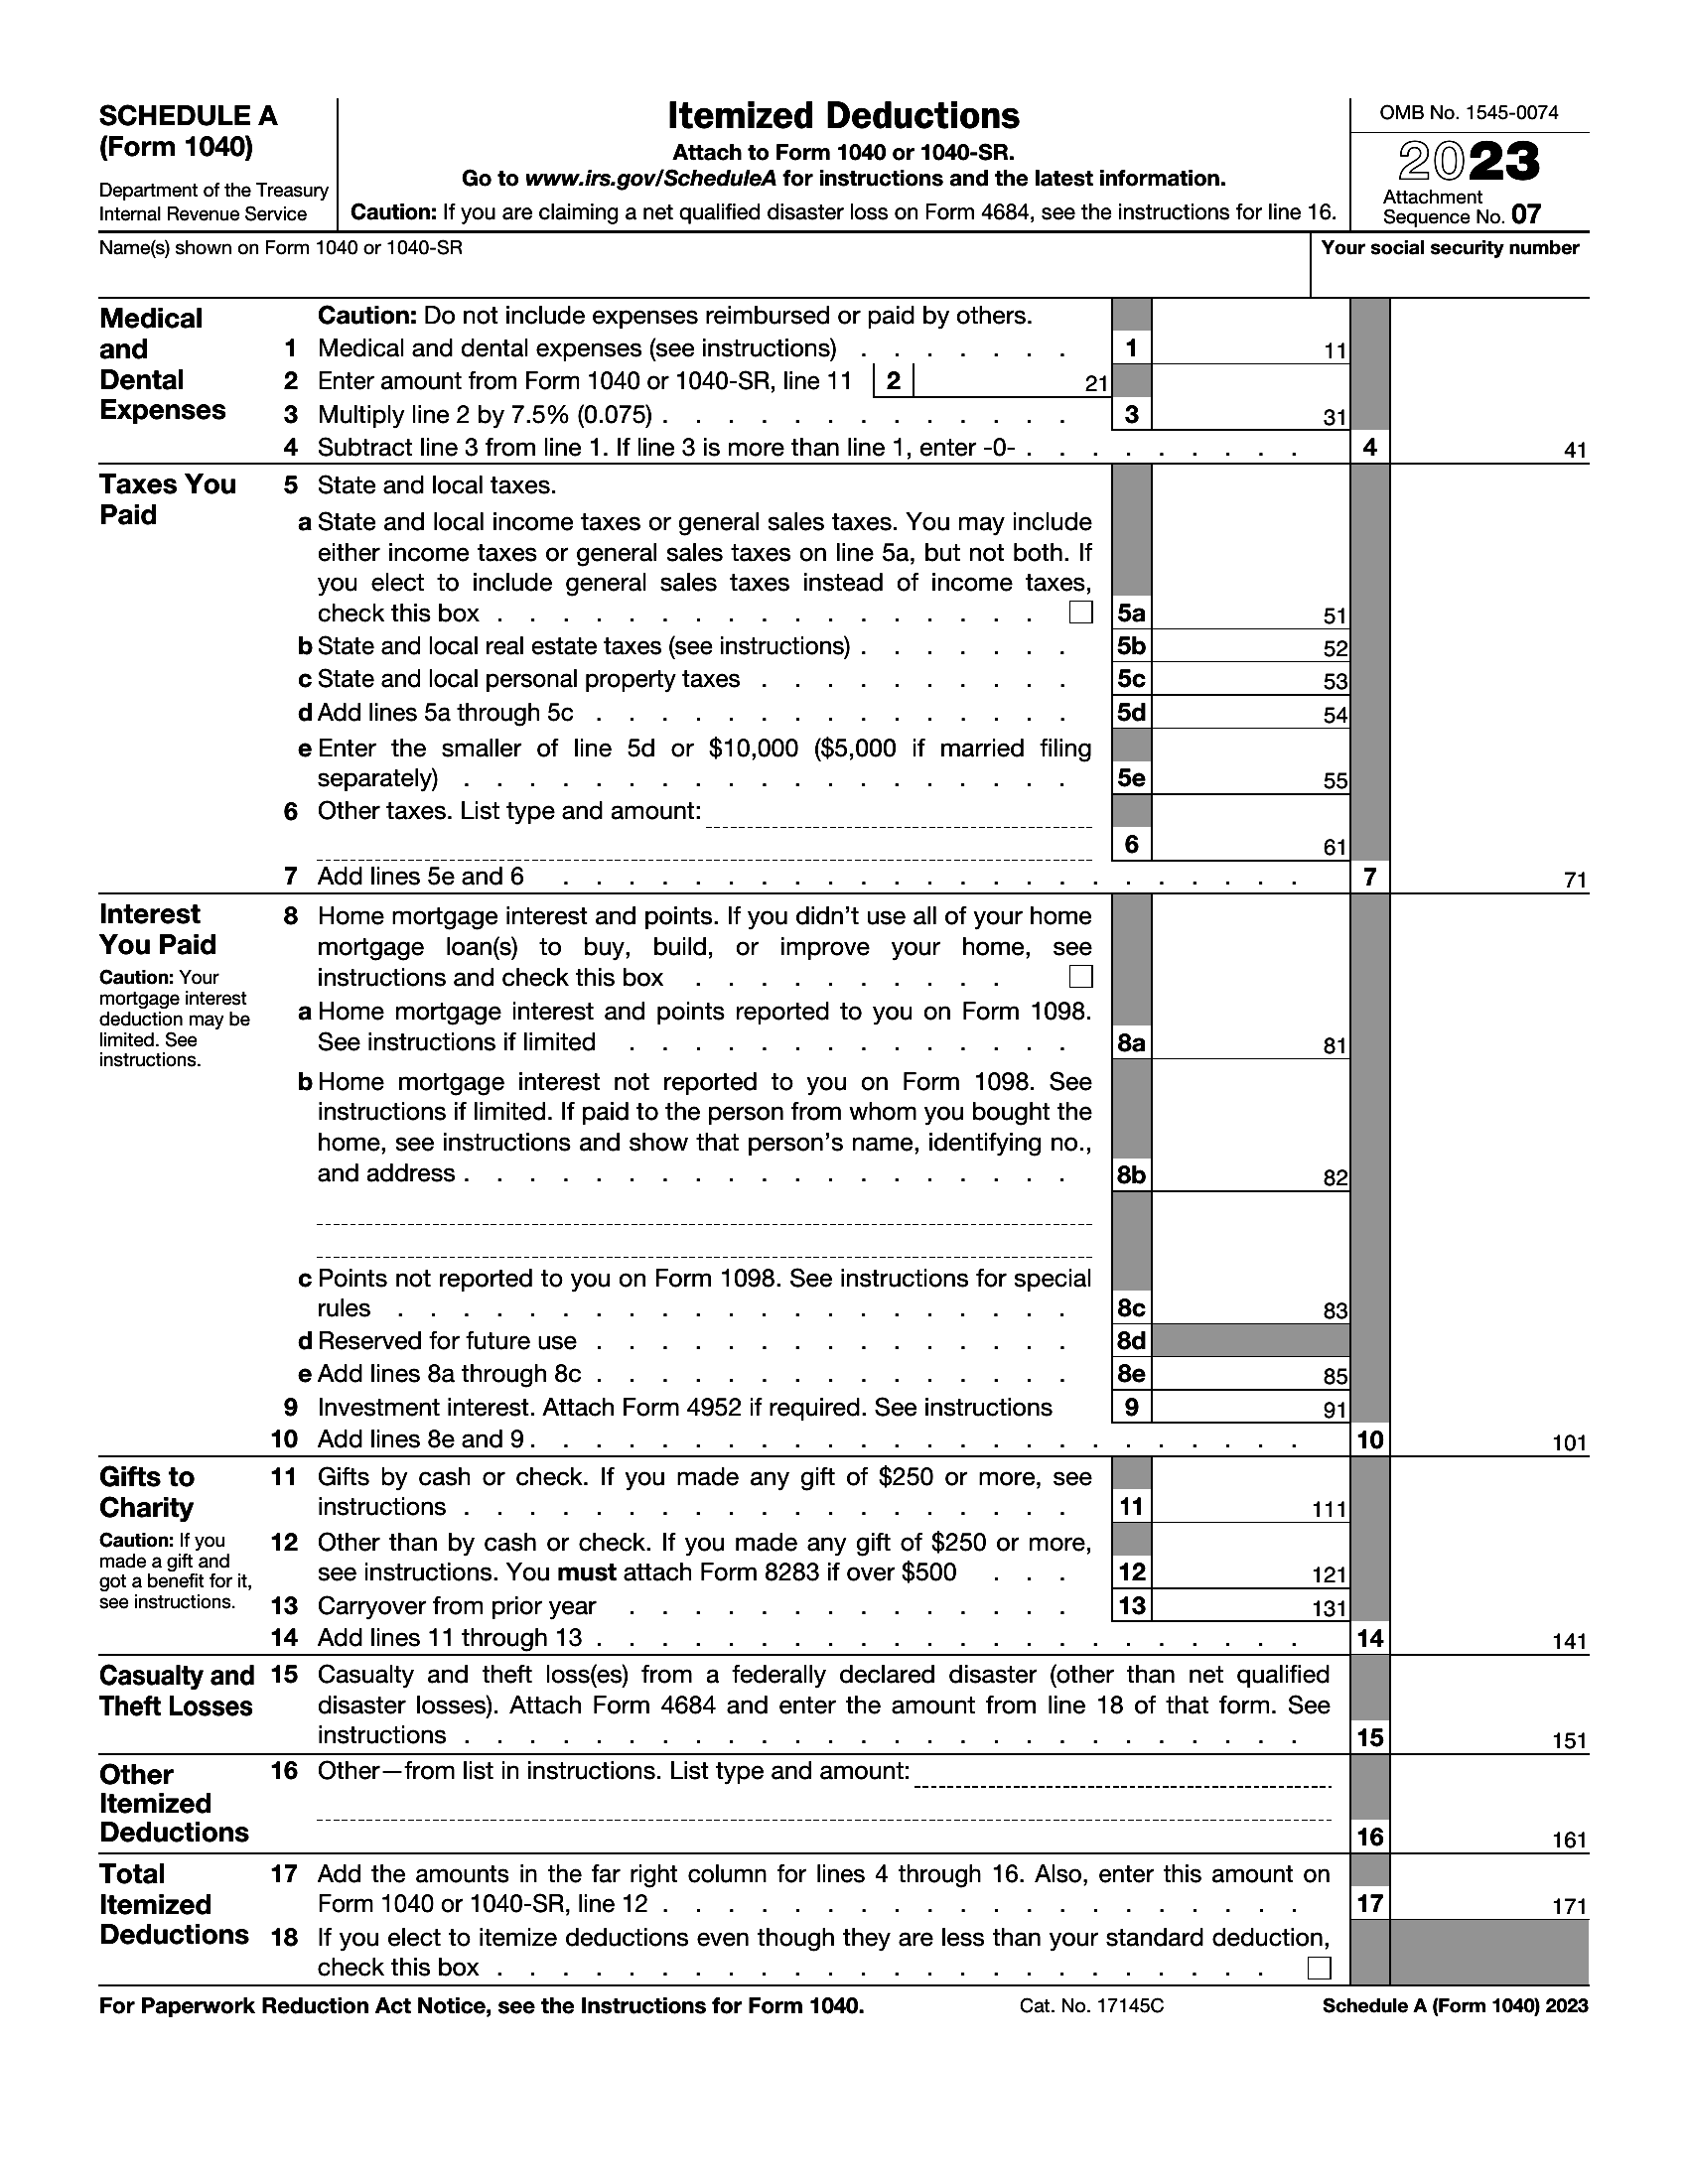 SCHEDULE A
(Form 1040)
Department of the Treasury
Internal Revenue Service
Itemized Deductions
Attach to Form 1040 or 1040-SR.
Go to www.irs.gov/ScheduleA for instructions and the latest information.
Caution: If you are claiming a net qualified disaster loss on Form 4684, see the instructions for line 16.
OMB No. 1545-0074
2023
Attachment
Sequence No. 07
Name(s) shown on Form 1040 or 1040-SR
Your social security number
Medical
and
Dental
Expenses
Caution: Do not include expenses reimbursed or paid by others.
1 Medical and dental expenses (see instructions) . . . . . . . 1 11
2 Enter amount from Form 1040 or 1040-SR, line 11 2 21
3 Multiply line 2 by 7.5% (0.075) . . . . . . . . . . . . . 3 31
4 Subtract line 3 from line 1. If line 3 is more than line 1, enter -0- . . . . . . . . . 4 41
Taxes You
Paid
5 State and local taxes.
a State and local income taxes or general sales taxes. You may include
either income taxes or general sales taxes on line 5a, but not both. If
you elect to include general sales taxes instead of income taxes,
check this box . . . . . . . . . . . . . . . . . 5a 51
b State and local real estate taxes (see instructions) . . . . . . . 5b 52
c State and local personal property taxes . . . . . . . . . . 5c 53
d Add lines 5a through 5c . . . . . . . . . . . . . . . 5d 54
e Enter the smaller of line 5d or $10,000 ($5,000 if married filing
separately) . . . . . . . . . . . . . . . . . . . 5e 55
6 Other taxes. List type and amount:
6 61
7 Add lines 5e and 6 . . . . . . . . . . . . . . . . . . . . . . . 7 71
Interest
You Paid
Caution: Your
mortgage interest
deduction may be
limited. See
instructions.
8 Home mortgage interest and points. If you didn’t use all of your home
mortgage loan(s) to buy, build, or improve your home, see
instructions and check this box . . . . . . . . . .
a Home mortgage interest and points reported to you on Form 1098.
See instructions if limited . . . . . . . . . . . . . . 8a 81
b Home mortgage interest not reported to you on Form 1098. See
instructions if limited. If paid to the person from whom you bought the
home, see instructions and show that person’s name, identifying no.,
and address . . . . . . . . . . . . . . . . . . . 8b 82
c Points not reported to you on Form 1098. See instructions for special
rules . . . . . . . . . . . . . . . . . . . . . 8c 83
d Reserved for future use . . . . . . . . . . . . . . . 8d
e Add lines 8a through 8c . . . . . . . . . . . . . . . 8e 85
9 Investment interest. Attach Form 4952 if required. See instructions 9 91
10 Add lines 8e and 9 . . . . . . . . . . . . . . . . . . . . . . . . 10 101
Gifts to
Charity
Caution: If you
made a gift and
got a benefit for it,
see instructions.
11 Gifts by cash or check. If you made any gift of $250 or more, see
instructions . . . . . . . . . . . . . . . . . . . 11 111
12 Other than by cash or check. If you made any gift of $250 or more,
see instructions. You must attach Form 8283 if over $500 . . . 12 121
13 Carryover from prior year . . . . . . . . . . . . . . 13 131
14 Add lines 11 through 13 . . . . . . . . . . . . . . . . . . . . . . 14 141
Casualty and
Theft Losses
15 Casualty and theft loss(es) from a federally declared disaster (other than net qualified
disaster losses). Attach Form 4684 and enter the amount from line 18 of that form. See
instructions . . . . . . . . . . . . . . . . . . . . . . . . . . 15 151
Other
Itemized
Deductions
16 Other—from list in instructions. List type and amount:
16 161
Total
Itemized
Deductions
17 Add the amounts in the far right column for lines 4 through 16. Also, enter this amount on
Form 1040 or 1040-SR, line 12 . . . . . . . . . . . . . . . . . . . . 17 171
18 If you elect to itemize deductions even though they are less than your standard deduction,
check this box . . . . . . . . . . . . . . . . . . . . . . . .
For Paperwork Reduction Act Notice, see the Instructions for Form 1040.
Cat. No. 17145C
Schedule A (Form 1040) 2023